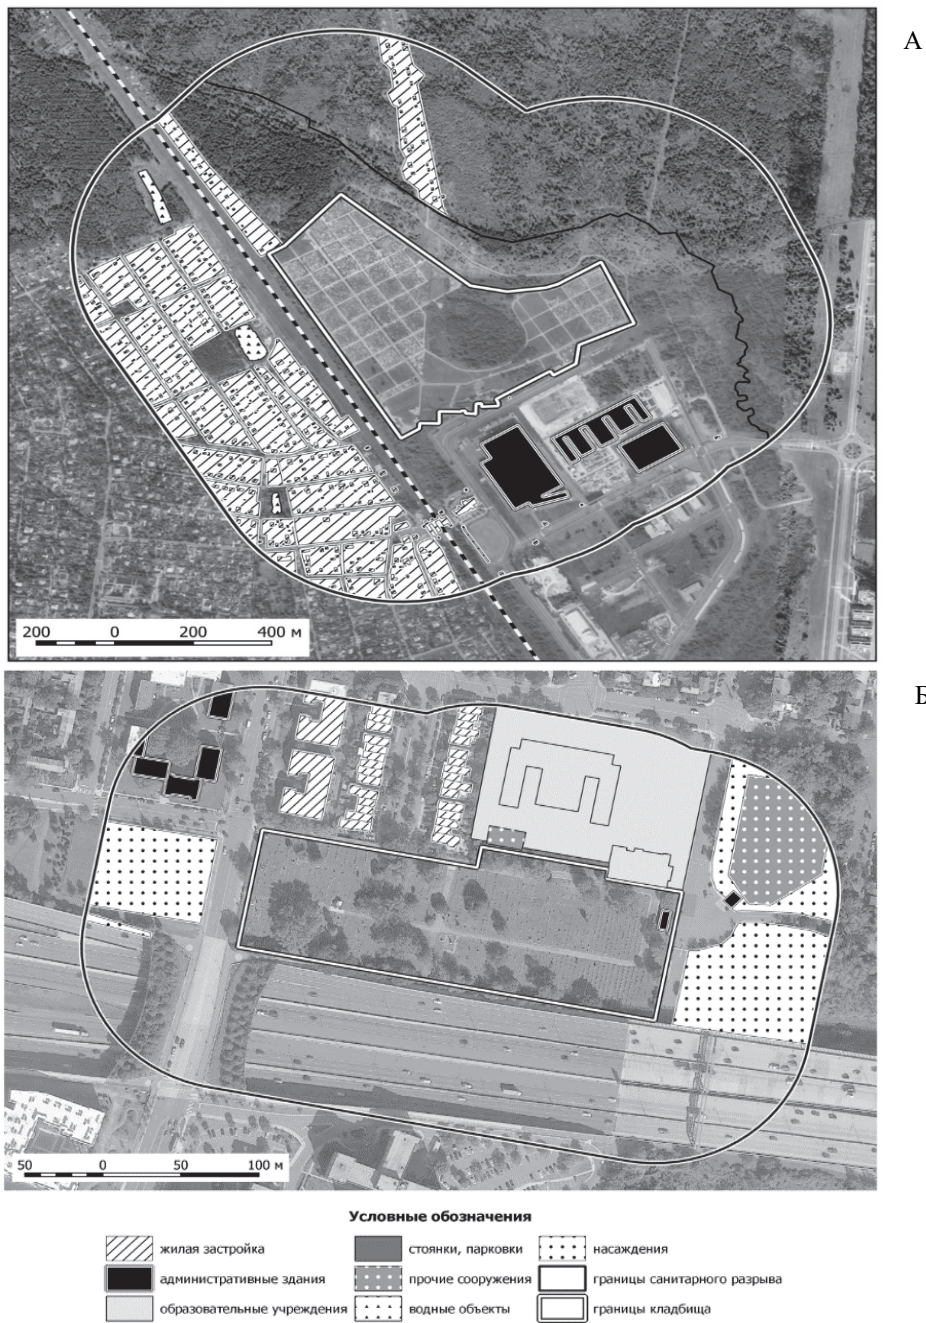 А
200 0 200 400 м
Б
50 0 50 100 м
Условные обозначения
жилая застройка
стоянки, парковки
насаждения
административные здания
прочие сооружения
границы санитарного разрыва
образовательные учреждения
водные объекты
границы кладбища